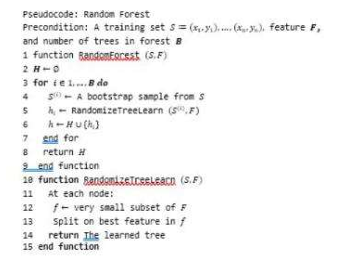 Pseudocode: Random Forest
Precondition: A training set S = (x₁,y₁),...,(xₙ,yₙ), feature F,
and number of trees in forest B
1 function RandomForest (S,F)
2 H←∅
3 for i ∈ 1,...,B do
4 S⁽ⁱ⁾ ← A bootstrap sample from S
5 hᵢ ← RandomizeTreeLearn (S⁽ⁱ⁾,F)
6 h←H∪{hᵢ}
7 end for
8 return H
9 end function
10 function RandomizeTreeLearn (S,F)
11 At each node:
12 f← very small subset of F
13 Split on best feature in f
14 return The learned tree
15 end function